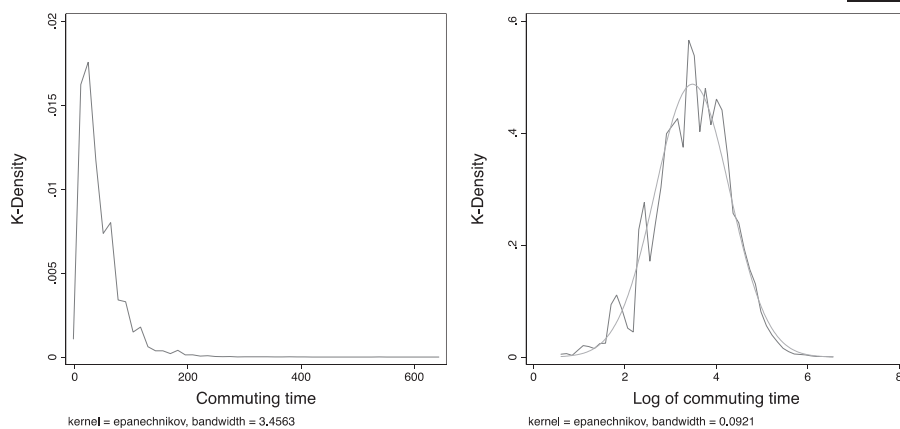 .02
.015
.01
.005
0
K-Density
0 200 400 600
Commuting time
kernel = epanechnikov, bandwidth = 3.4563
.6
.4
.2
0
K-Density
0 2 4 6 8
Log of commuting time
kernel = epanechnikov, bandwidth = 0.0921